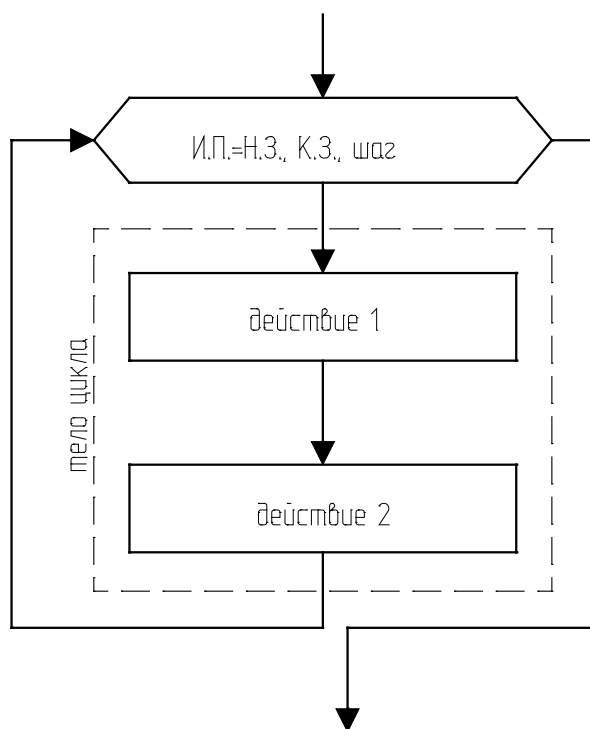 И.П.=Н.З., К.З., шаг
действие 1
тело цикла
действие 2